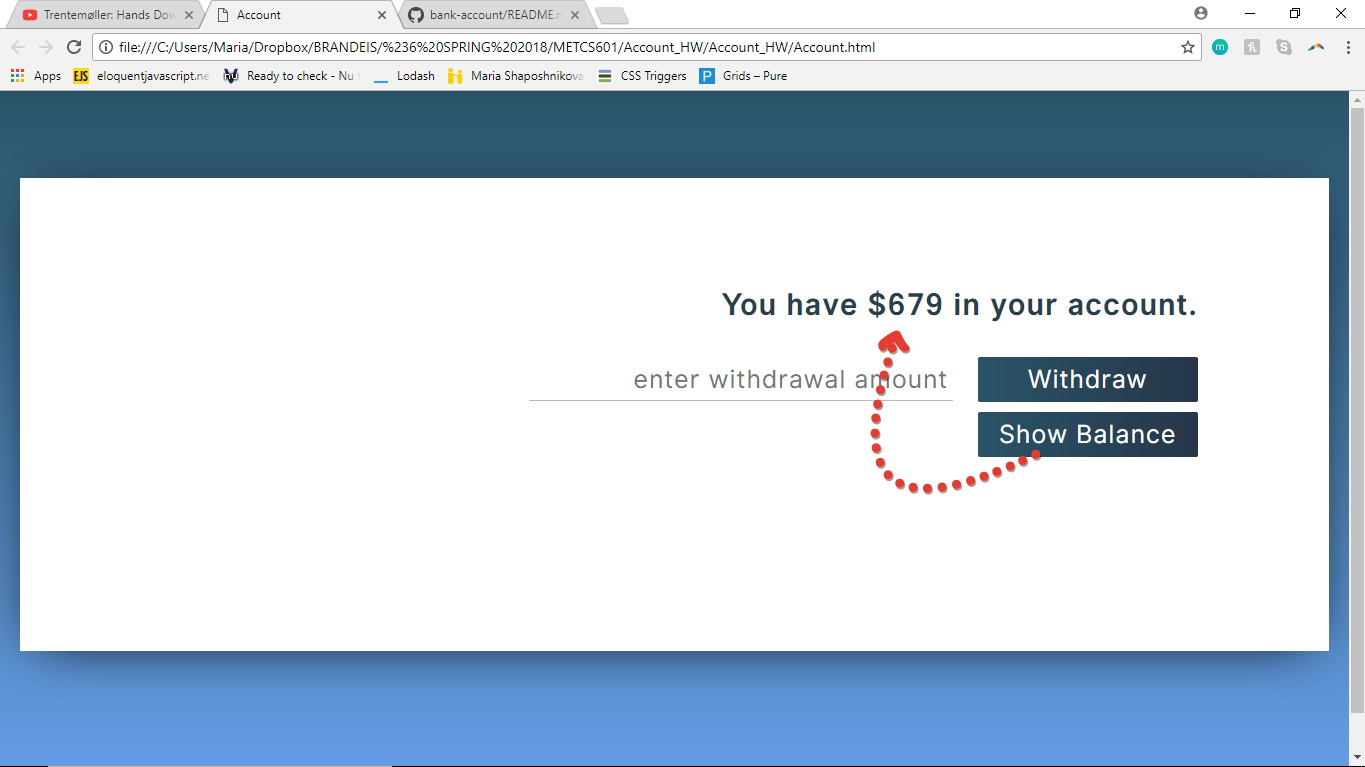 Trentemøller: Hands Dow
Account
bank-account/README.m
file:///C:/Users/Maria/Dropbox/BRANDEIS/%236%20SPRING%202018/METCS601/Account_HW/Account_HW/Account.html
m
Apps
EJS
eloquentjavascript.ne
nu
Ready to check - Nu
Lodash
Maria Shaposhnikova
CSS Triggers
P
Grids – Pure
You have $679 in your account.
enter withdrawal amount
Withdraw
Show Balance